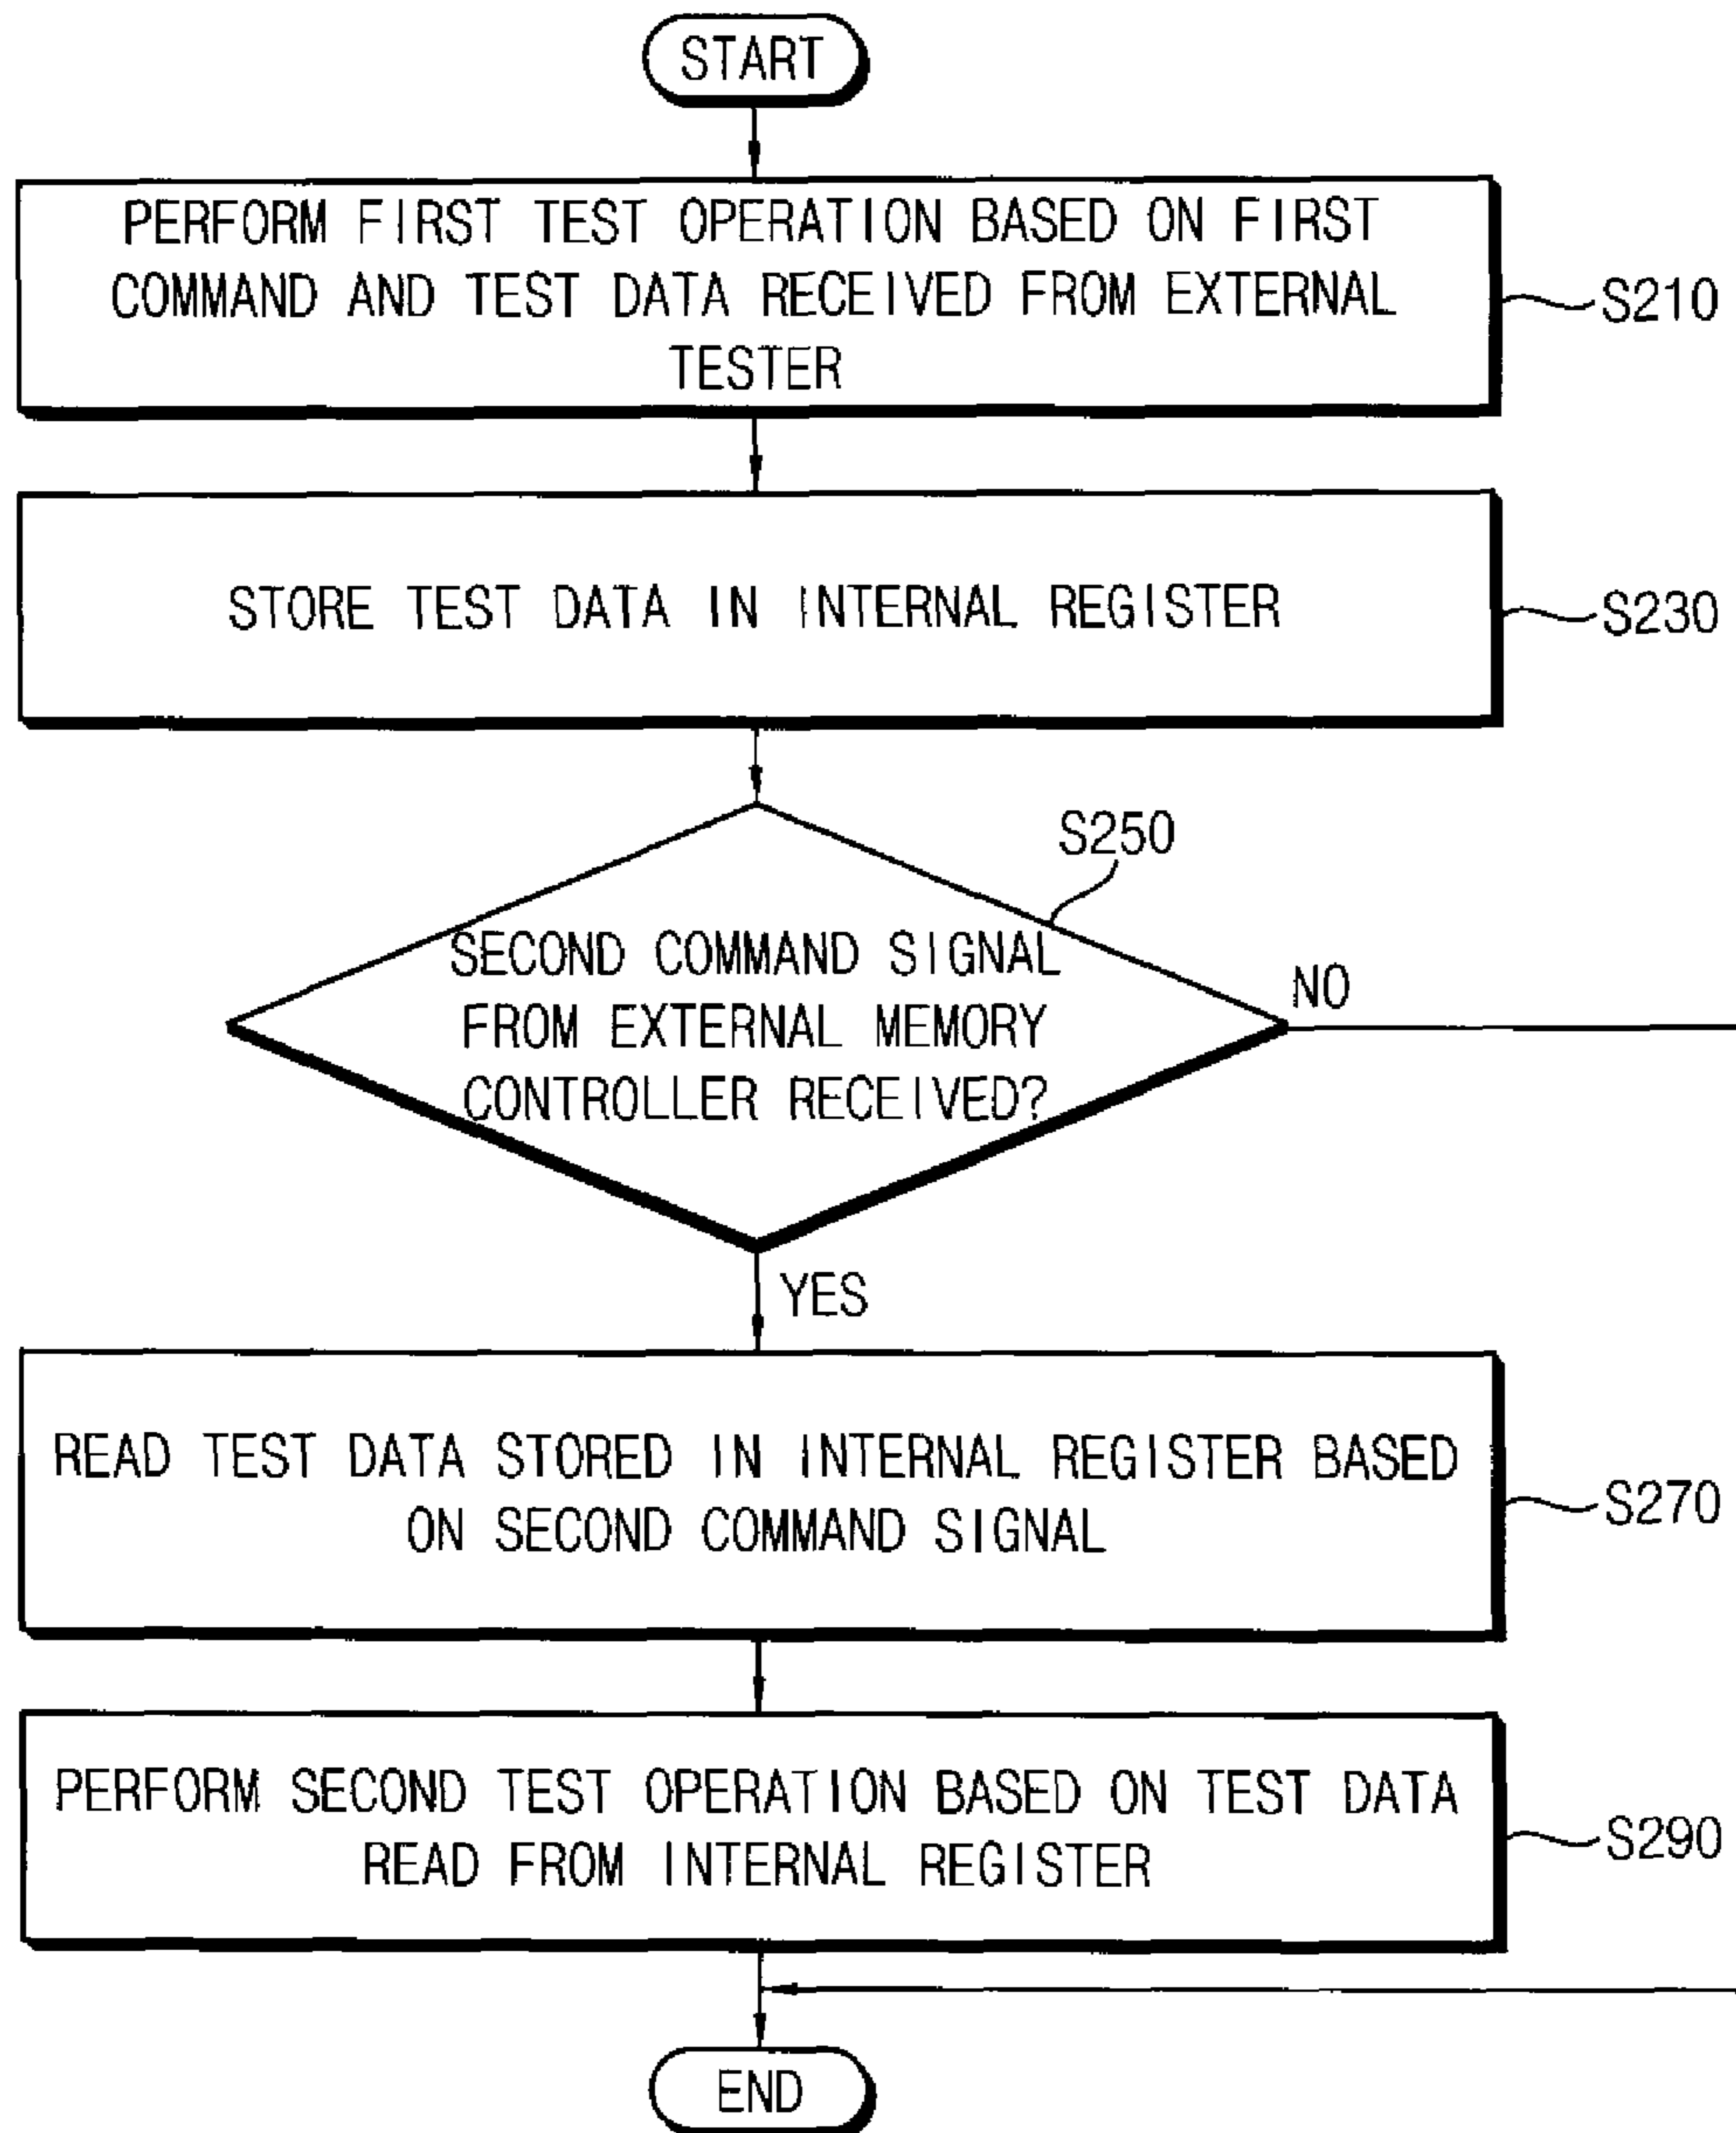 START
PERFORM FIRST TEST OPERATION BASED ON FIRST
COMMAND AND TEST DATA RECEIVED FROM EXTERNAL
TESTER
S210
STORE TEST DATA IN INTERNAL REGISTER
S230
S250
SECOND COMMAND SIGNAL
FROM EXTERNAL MEMORY
CONTROLLER RECEIVED?
NO
YES
READ TEST DATA STORED IN INTERNAL REGISTER BASED
ON SECOND COMMAND SIGNAL
S270
PERFORM SECOND TEST OPERATION BASED ON TEST DATA
READ FROM INTERNAL REGISTER
S290
END